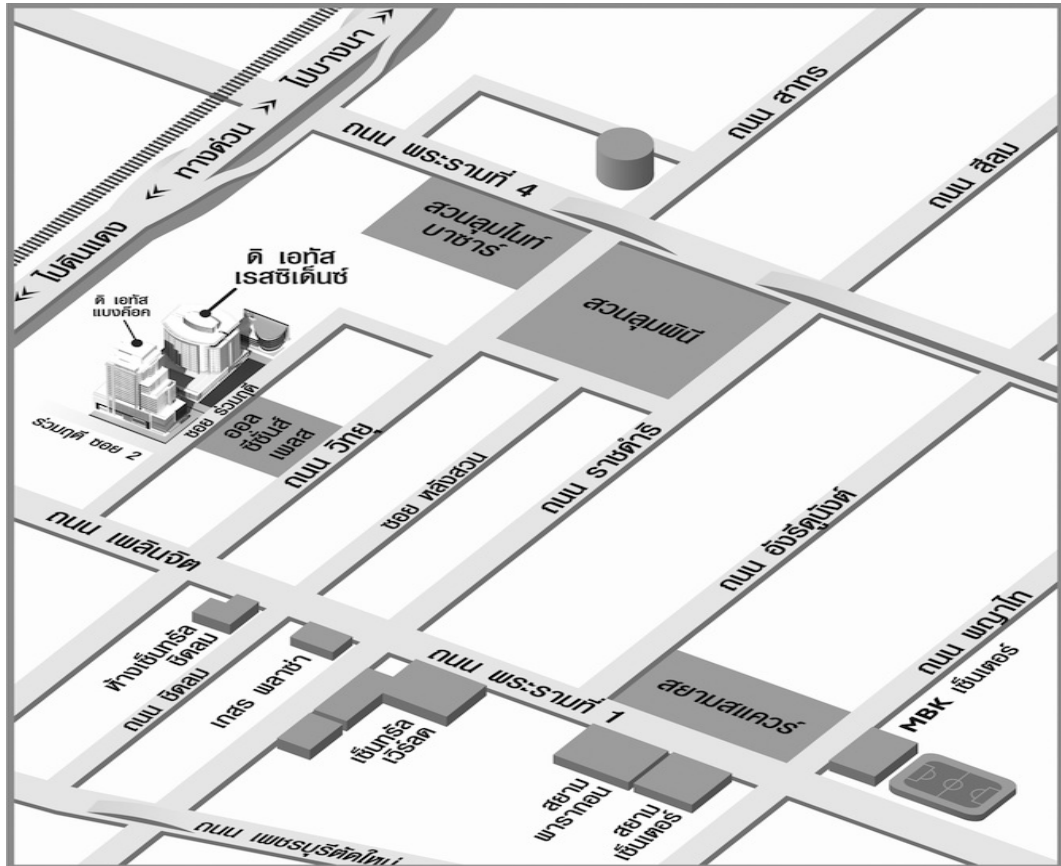 ไปบางนา
ทางด่วน
ไปดินแดง
ถนน พระรามที่ 4
ถนน สาทร
ถนน สีลม
สวนลุมไนท์
บาซาร์
สวนลุมพินี
ดิ เอทัส
เรสซิเด็นซ์
ดิ เอทัส
แบงค็อค
ซอย ร่วมฤดี
ร่วมฤดี ซอย 2
ออล
ซีซั่นส์
เพลส
ถนน วิทยุ
ซอย หลังสวน
ถนน ราชดำริ
ถนน อังรีดูนังต์
ถนน พญาไท
ถนน เพลินจิต
ห้างเซ็นทรัล
ชิดลม
ถนน ชิดลม
เกสร พลาซ่า
เซ็นทรัล
เวิร์ลด
ถนน พระรามที่ 1
สยามสแควร์
MBK เซ็นเตอร์
สยาม
พารากอน
สยาม
เซ็นเตอร์
ถนน เพชรบุรีตัดใหม่